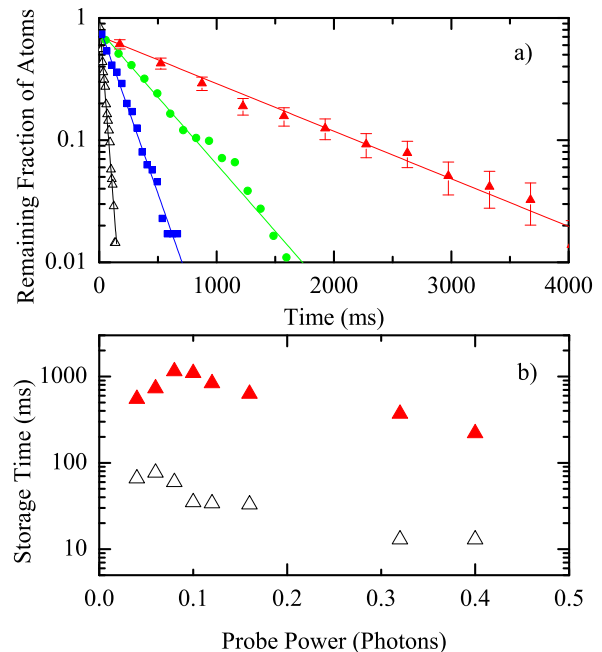 1
a)
0.1
0.01
Remaining Fraction of Atoms
0 1000 2000 3000 4000
Time (ms)
b)
1000
100
10
Storage Time (ms)
0.0 0.1 0.2 0.3 0.4 0.5
Probe Power (Photons)